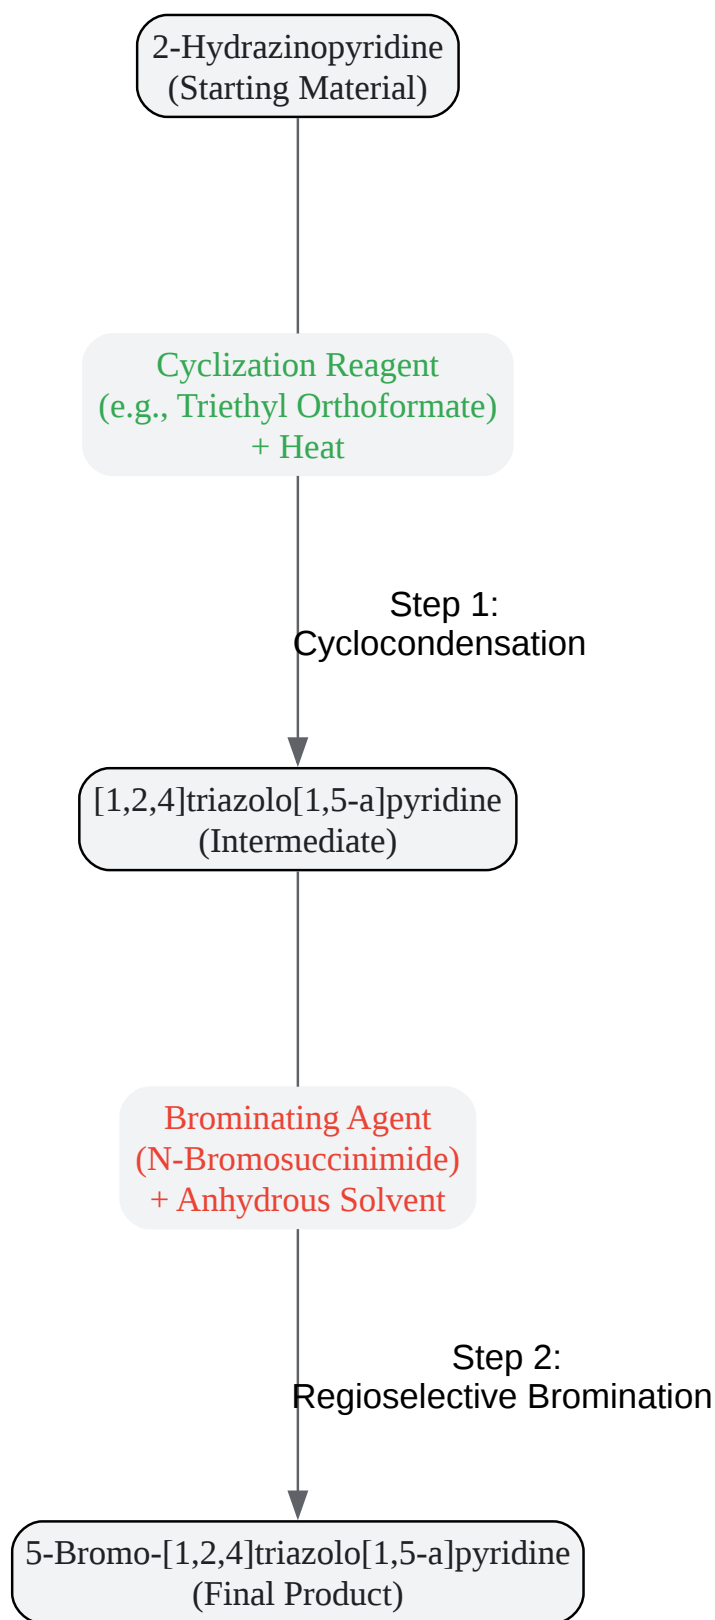 2-Hydrazinopyridine
(Starting Material)
Cyclization Reagent
(e.g., Triethyl Orthoformate)
+ Heat
Step 1:
Cyclocondensation
[1,2,4]triazolo[1,5-a]pyridine
(Intermediate)
Brominating Agent
(N-Bromosuccinimide)
+ Anhydrous Solvent
Step 2:
Regioselective Bromination
5-Bromo-[1,2,4]triazolo[1,5-a]pyridine
(Final Product)